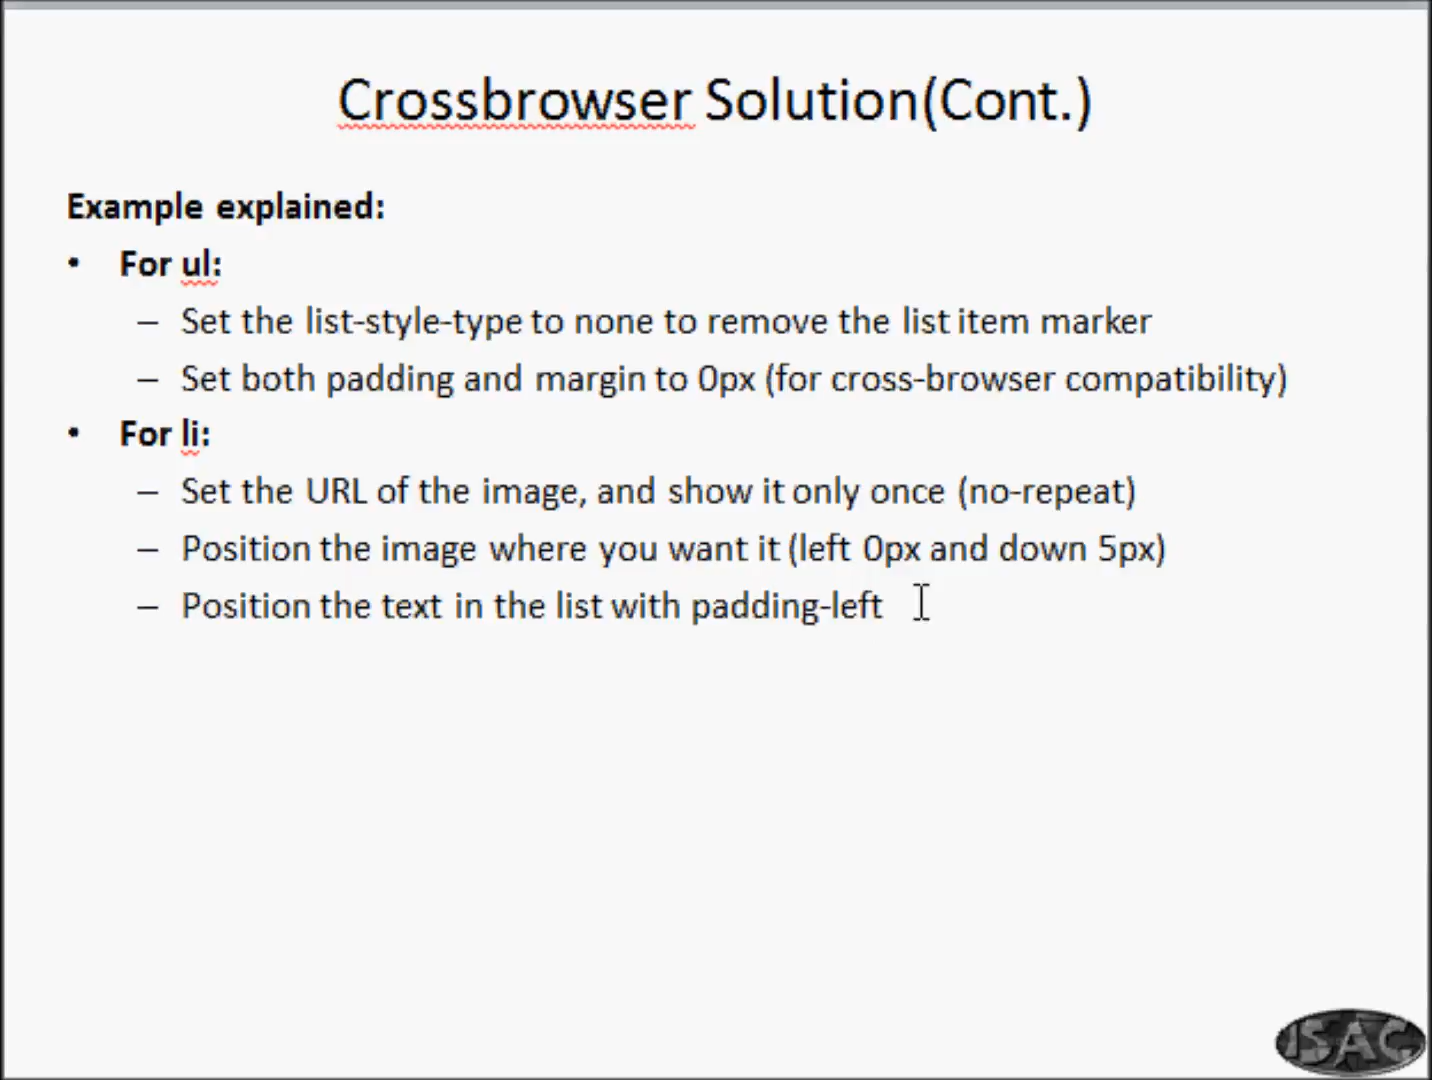 Crossbrowser Solution(Cont.)
Example explained:
• For ul:
– Set the list-style-type to none to remove the list item marker
– Set both padding and margin to 0px (for cross-browser compatibility)
• For li:
– Set the URL of the image, and show it only once (no-repeat)
– Position the image where you want it (left 0px and down 5px)
– Position the text in the list with padding-left
ISAC